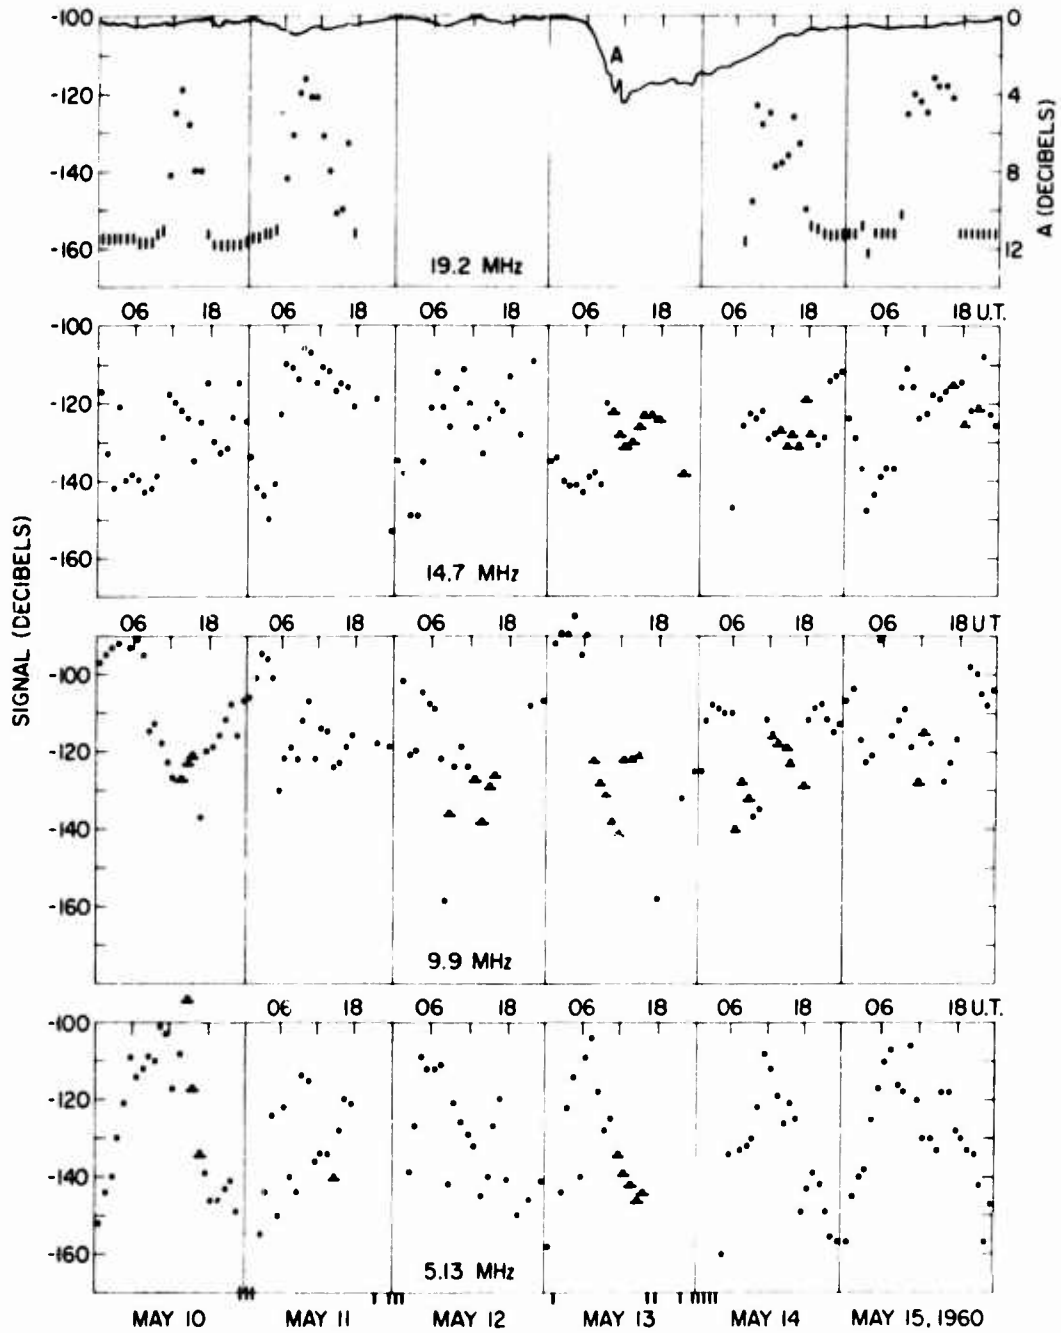 -100
-120
-140
-160
0
4
8
12
A
A (DECIBELS)
19.2 MHz
06 18 06 18 06 18 06 18 06 18 06 18 U.T.
-100
-120
-140
-160
14.7 MHz
SIGNAL (DECIBELS)
06 18 06 18 06 18 06 18 06 18 06 18 UT
-100
-120
-140
-160
9.9 MHz
06 18 06 18 06 18 06 18 06 18 06 18 U.T.
-100
-120
-140
-160
5.13 MHz
MAY 10 MAY 11 MAY 12 MAY 13 MAY 14 MAY 15, 1960